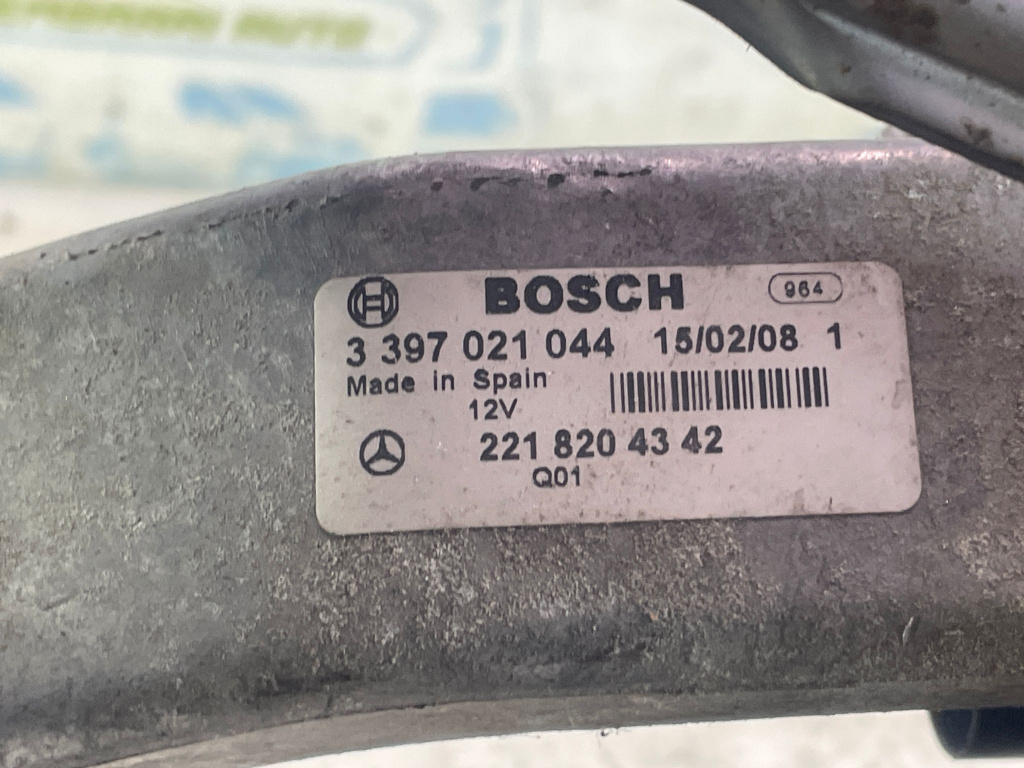 BOSCH 964
3 397 021 044 15/02/08 1
Made in Spain
12V
221 820 43 42
Q01